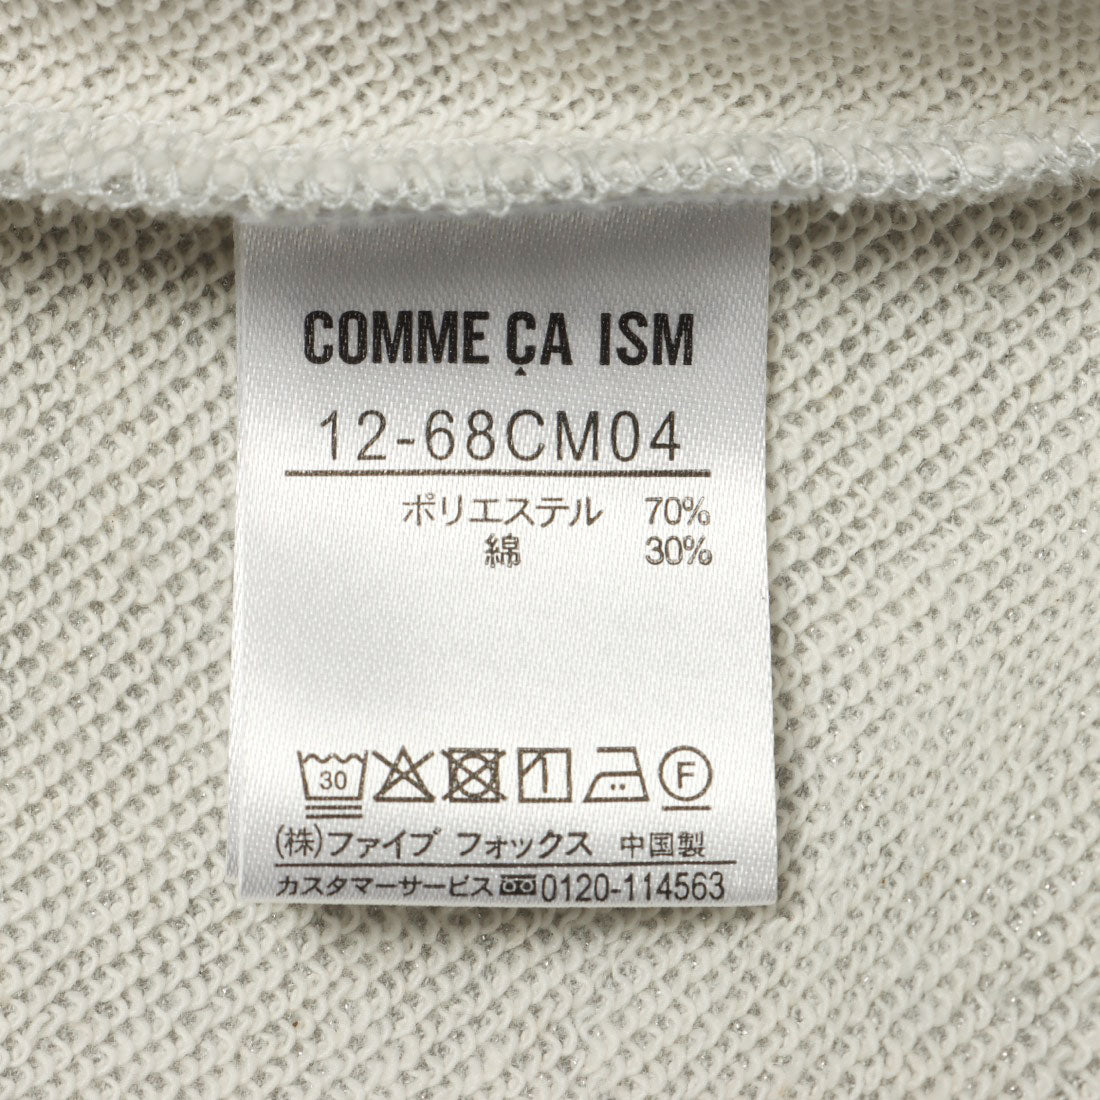 COMME ÇA ISM
12-68CM04
ポリエステル 70%
綿 30%
30 F
(株)ファイブ フォックス 中国製
カスタマーサービス 0120-114563